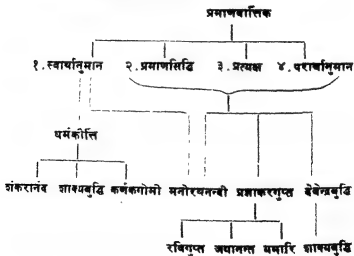 प्रमाणवार्त्तिक
१. स्वार्थानुमान २. प्रमाणसिद्धि ३. प्रत्यक्ष ४. परार्थानुमान
धर्मकीर्त्ति
शंकरानंद शाक्यबुद्धि कर्णकगोमी मनोरथनन्दी प्रज्ञाकरगुप्त देवेन्द्रबुद्धि
रविगुप्त जयानन्त यमारि शाक्यबुद्धि